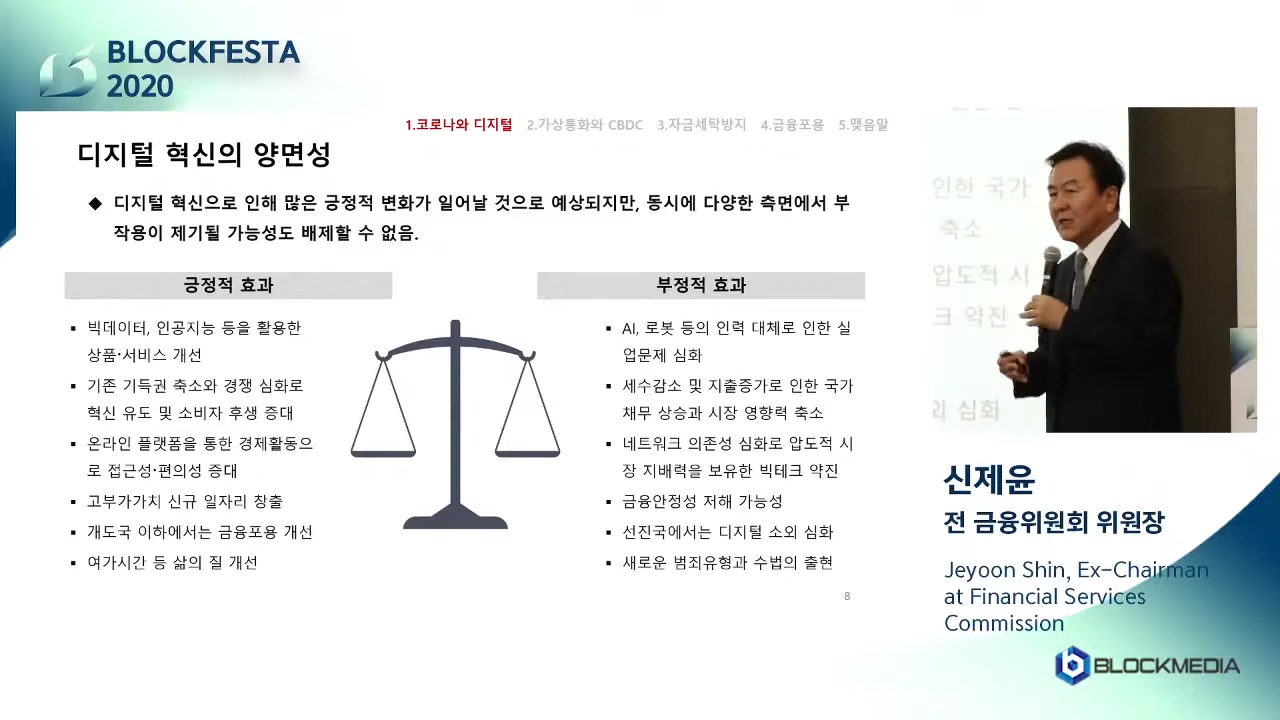 BLOCKFESTA
2020
1.코로나와 디지털 2.가상통화와 CBDC 3.자금세탁방지 4.금융포용 5.맺음말
디지털 혁신의 양면성
◆ 디지털 혁신으로 인해 많은 긍정적 변화가 일어날 것으로 예상되지만, 동시에 다양한 측면에서 부
작용이 제기될 가능성도 배제할 수 없음.
긍정적 효과
▪ 빅데이터, 인공지능 등을 활용한
상품·서비스 개선
▪ 기존 기득권 축소와 경쟁 심화로
혁신 유도 및 소비자 후생 증대
▪ 온라인 플랫폼을 통한 경제활동으
로 접근성·편의성 증대
▪ 고부가가치 신규 일자리 창출
▪ 개도국 이하에서는 금융포용 개선
▪ 여가시간 등 삶의 질 개선
부정적 효과
▪ AI, 로봇 등의 인력 대체로 인한 실
업문제 심화
▪ 세수감소 및 지출증가로 인한 국가
채무 상승과 시장 영향력 축소
▪ 네트워크 의존성 심화로 압도적 시
장 지배력을 보유한 빅테크 약진
▪ 금융안정성 저해 가능성
▪ 선진국에서는 디지털 소외 심화
▪ 새로운 범죄유형과 수법의 출현
8
인한 국가
축소
압도적 시
크 약진
외 심화
신제윤
전 금융위원회 위원장
Jeyoon Shin, Ex-Chairman
at Financial Services
Commission
BLOCKMEDIA